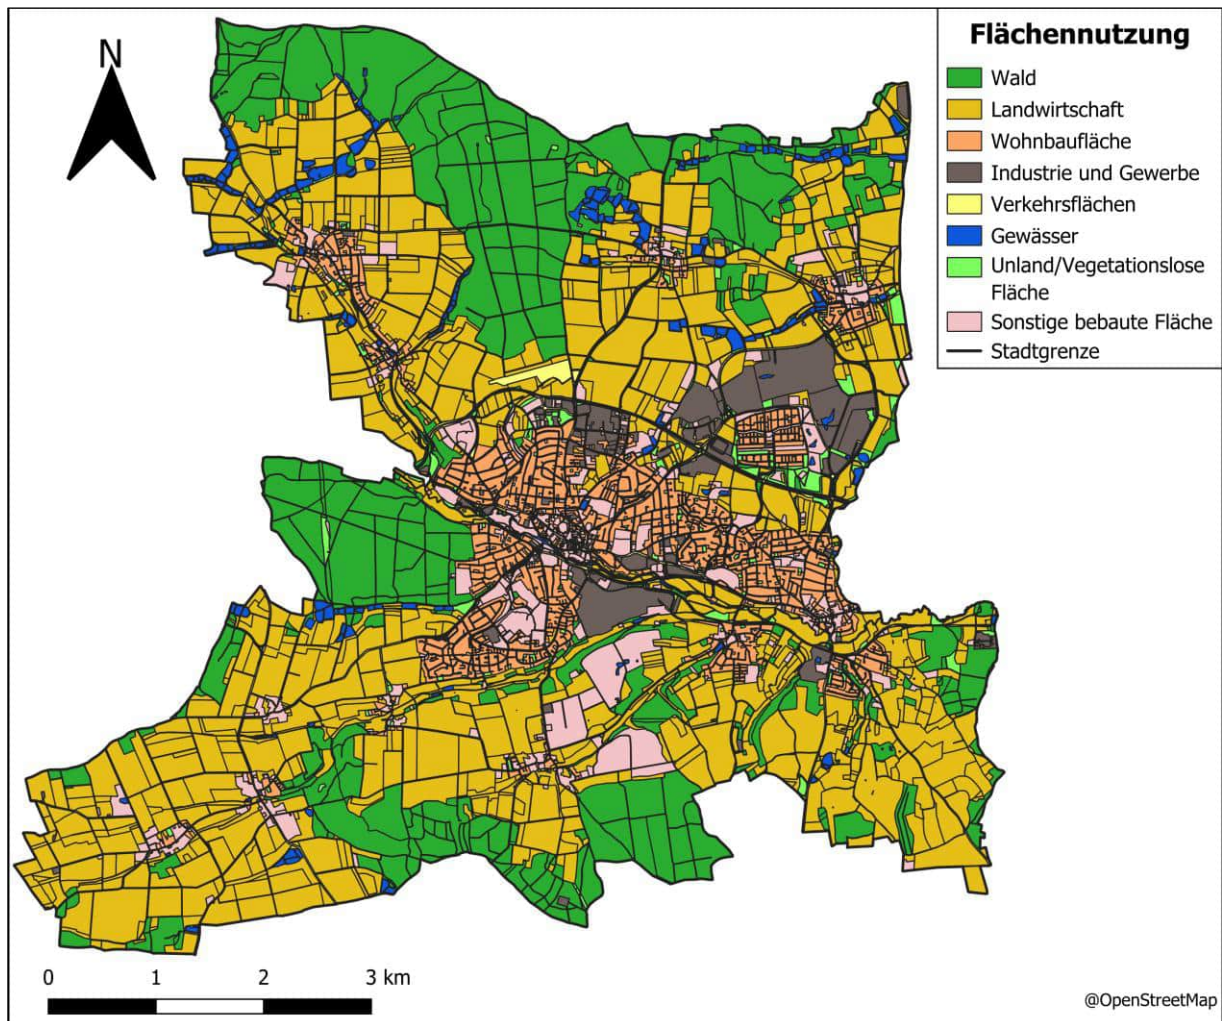 N
Flächennutzung
Wald
Landwirtschaft
Wohnbaufläche
Industrie und Gewerbe
Verkehrsflächen
Gewässer
Unland/Vegetationslose
Fläche
Sonstige bebaute Fläche
Stadtgrenze
0 1 2 3 km
@OpenStreetMap